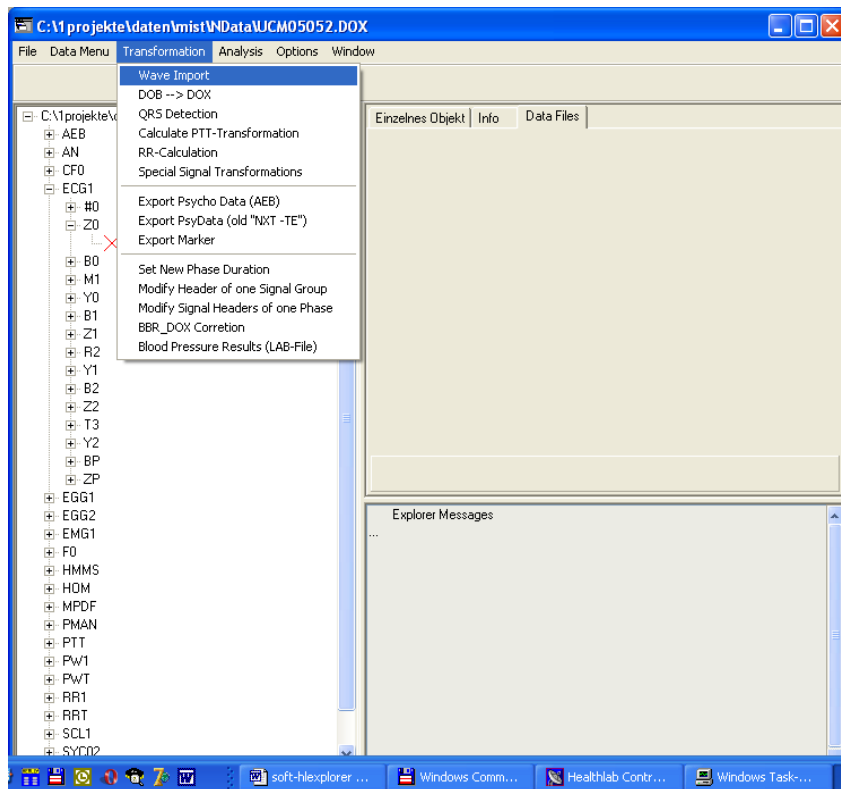 C:\1projekte\daten\mist\NData\UCM05052.DOX
File Data Menu Transformation Analysis Options Window
Wave Import
DOB --> DOX
QRS Detection
Calculate PTT-Transformation
RR-Calculation
Special Signal Transformations
Export Psycho Data (AEB)
Export PsyData (old "NXT -TE")
Export Marker
Set New Phase Duration
Modify Header of one Signal Group
Modify Signal Headers of one Phase
BBR_DOX Corretion
Blood Pressure Results (LAB-File)
C:\1projekte\
AEB
AN
CF0
ECG1
#0
Z0
B0
M1
Y0
B1
Z1
R2
Y1
B2
Z2
T3
Y2
BP
ZP
EGG1
EGG2
EMG1
F0
HMMS
HOM
MPDF
PMAN
PTT
PW1
PWT
RR1
RRT
SCL1
SYC02
Einzelnes Objekt Info Data Files
Explorer Messages
...
soft-hlexplorer ... Windows Comm... Healthlab Contr... Windows Task-...